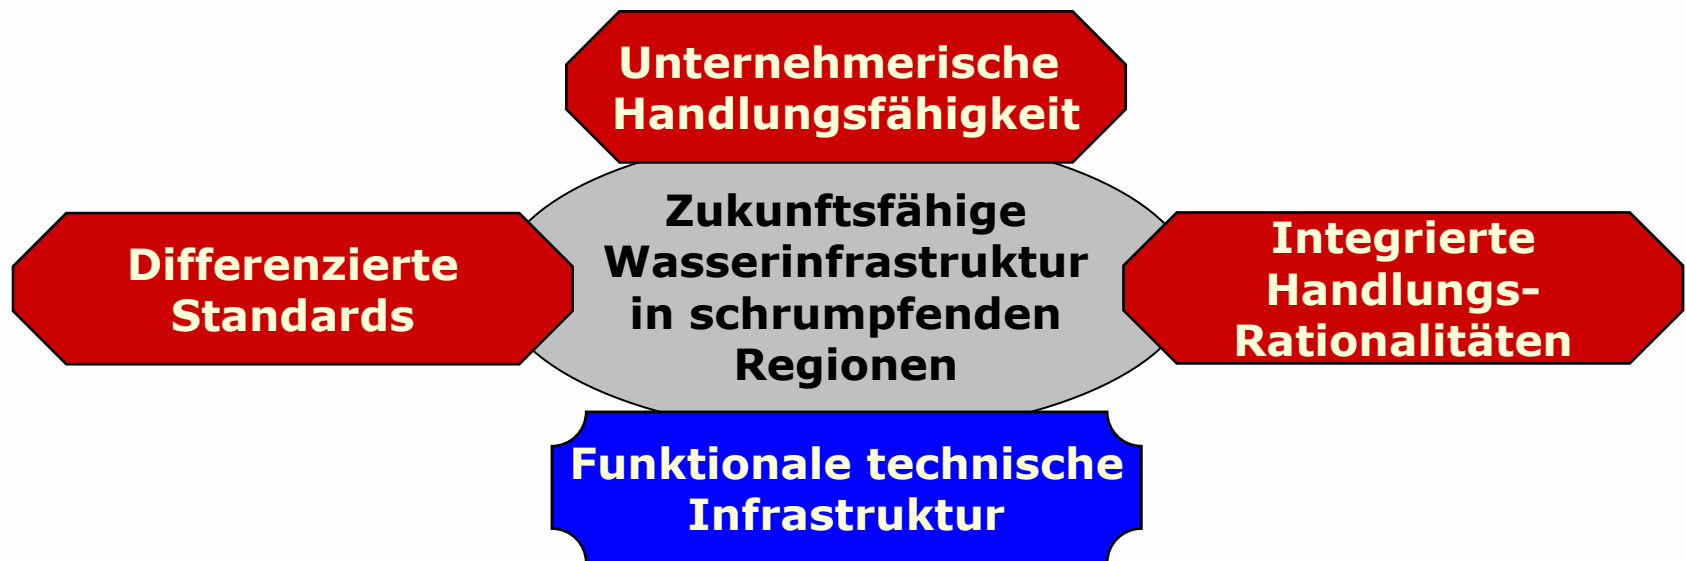 Unternehmerische
Handlungsfähigkeit
Zukunftsfähige
Wasserinfrastruktur
in schrumpfenden
Regionen
Differenzierte
Standards
Integrierte
Handlungs-
Rationalitäten
Funktionale technische
Infrastruktur